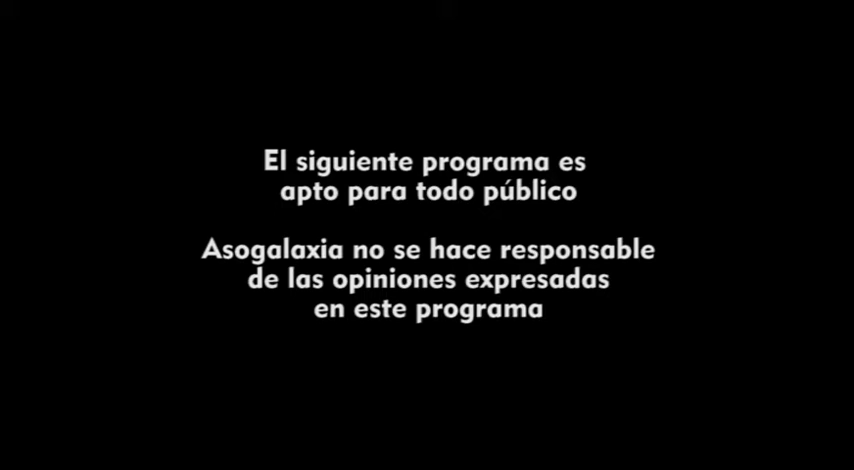 El siguiente programa es
apto para todo público
Asogalaxia no se hace responsable
de las opiniones expresadas
en este programa